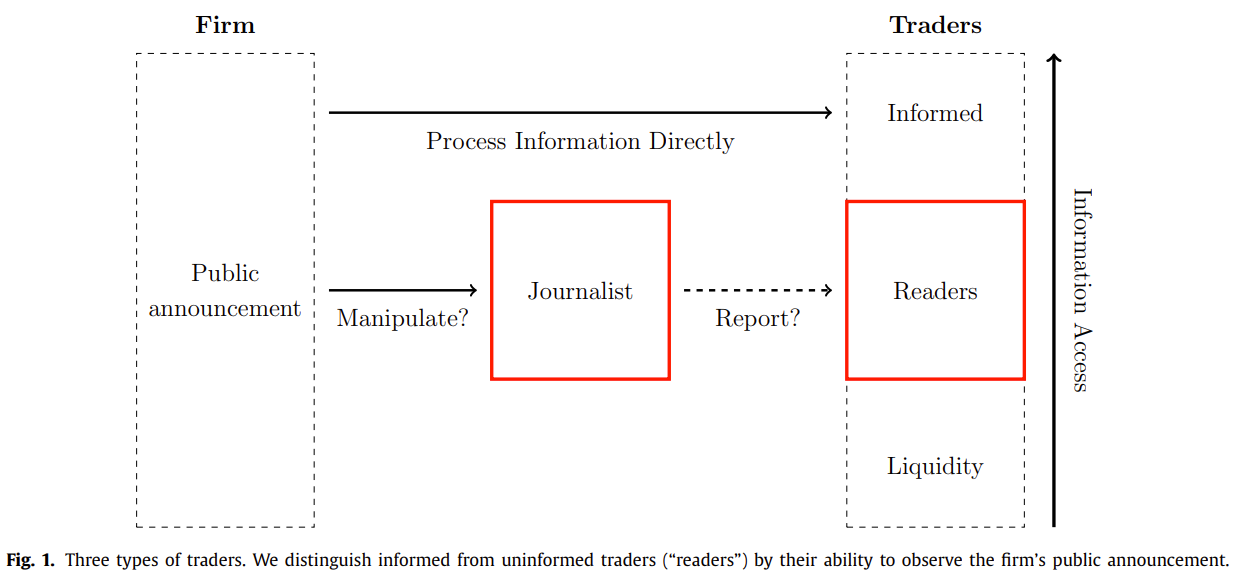 Firm
Traders
Informed
Process Information Directly
Public
announcement
Manipulate?
Journalist
Report?
Readers
Information Access
Liquidity
Fig. 1. Three types of traders. We distinguish informed from uninformed traders (“readers”) by their ability to observe the firm’s public announcement.